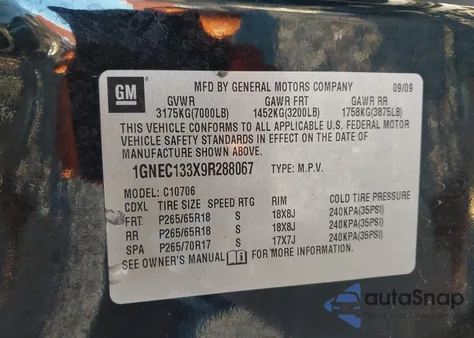 GM
MFD BY GENERAL MOTORS COMPANY 09/09
GVWR GAWR FRT GAWR RR
3175KG(7000LB) 1452KG(3200LB) 1758KG(3875LB)
THIS VEHICLE CONFORMS TO ALL APPLICABLE U.S. FEDERAL MOTOR
VEHICLE SAFETY STANDARDS IN EFFECT ON THE DATE OF
MANUFACTURE SHOWN ABOVE.
1GNEC133X9R288067 TYPE: M.P.V.
MODEL: C10706
CDXL TIRE SIZE SPEED RTG RIM COLD TIRE PRESSURE
FRT P265/65R18 S 18X8J 240KPA(35PSI)
RR P265/65R18 S 18X8J 240KPA(35PSI)
SPA P265/70R17 S 17X7J 240KPA(35PSI)
SEE OWNER'S MANUAL FOR MORE INFORMATION
autoSnap